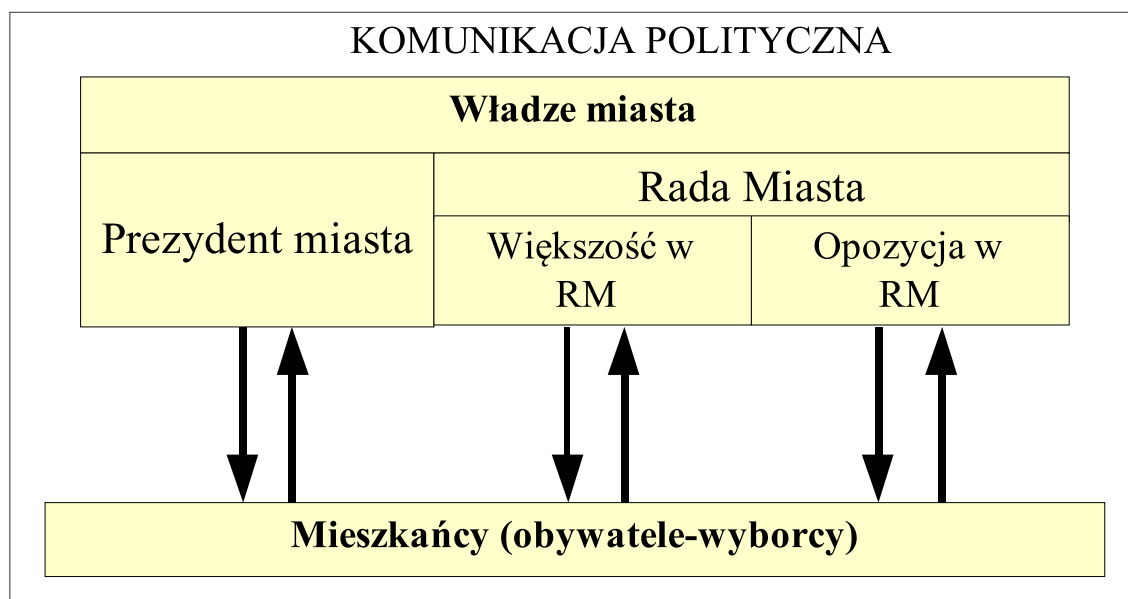 KOMUNIKACJA POLITYCZNA
Władze miasta
Prezydent miasta
Rada Miasta
Większość w
RM
Opozycja w
RM
Mieszkańcy (obywatele-wyborcy)